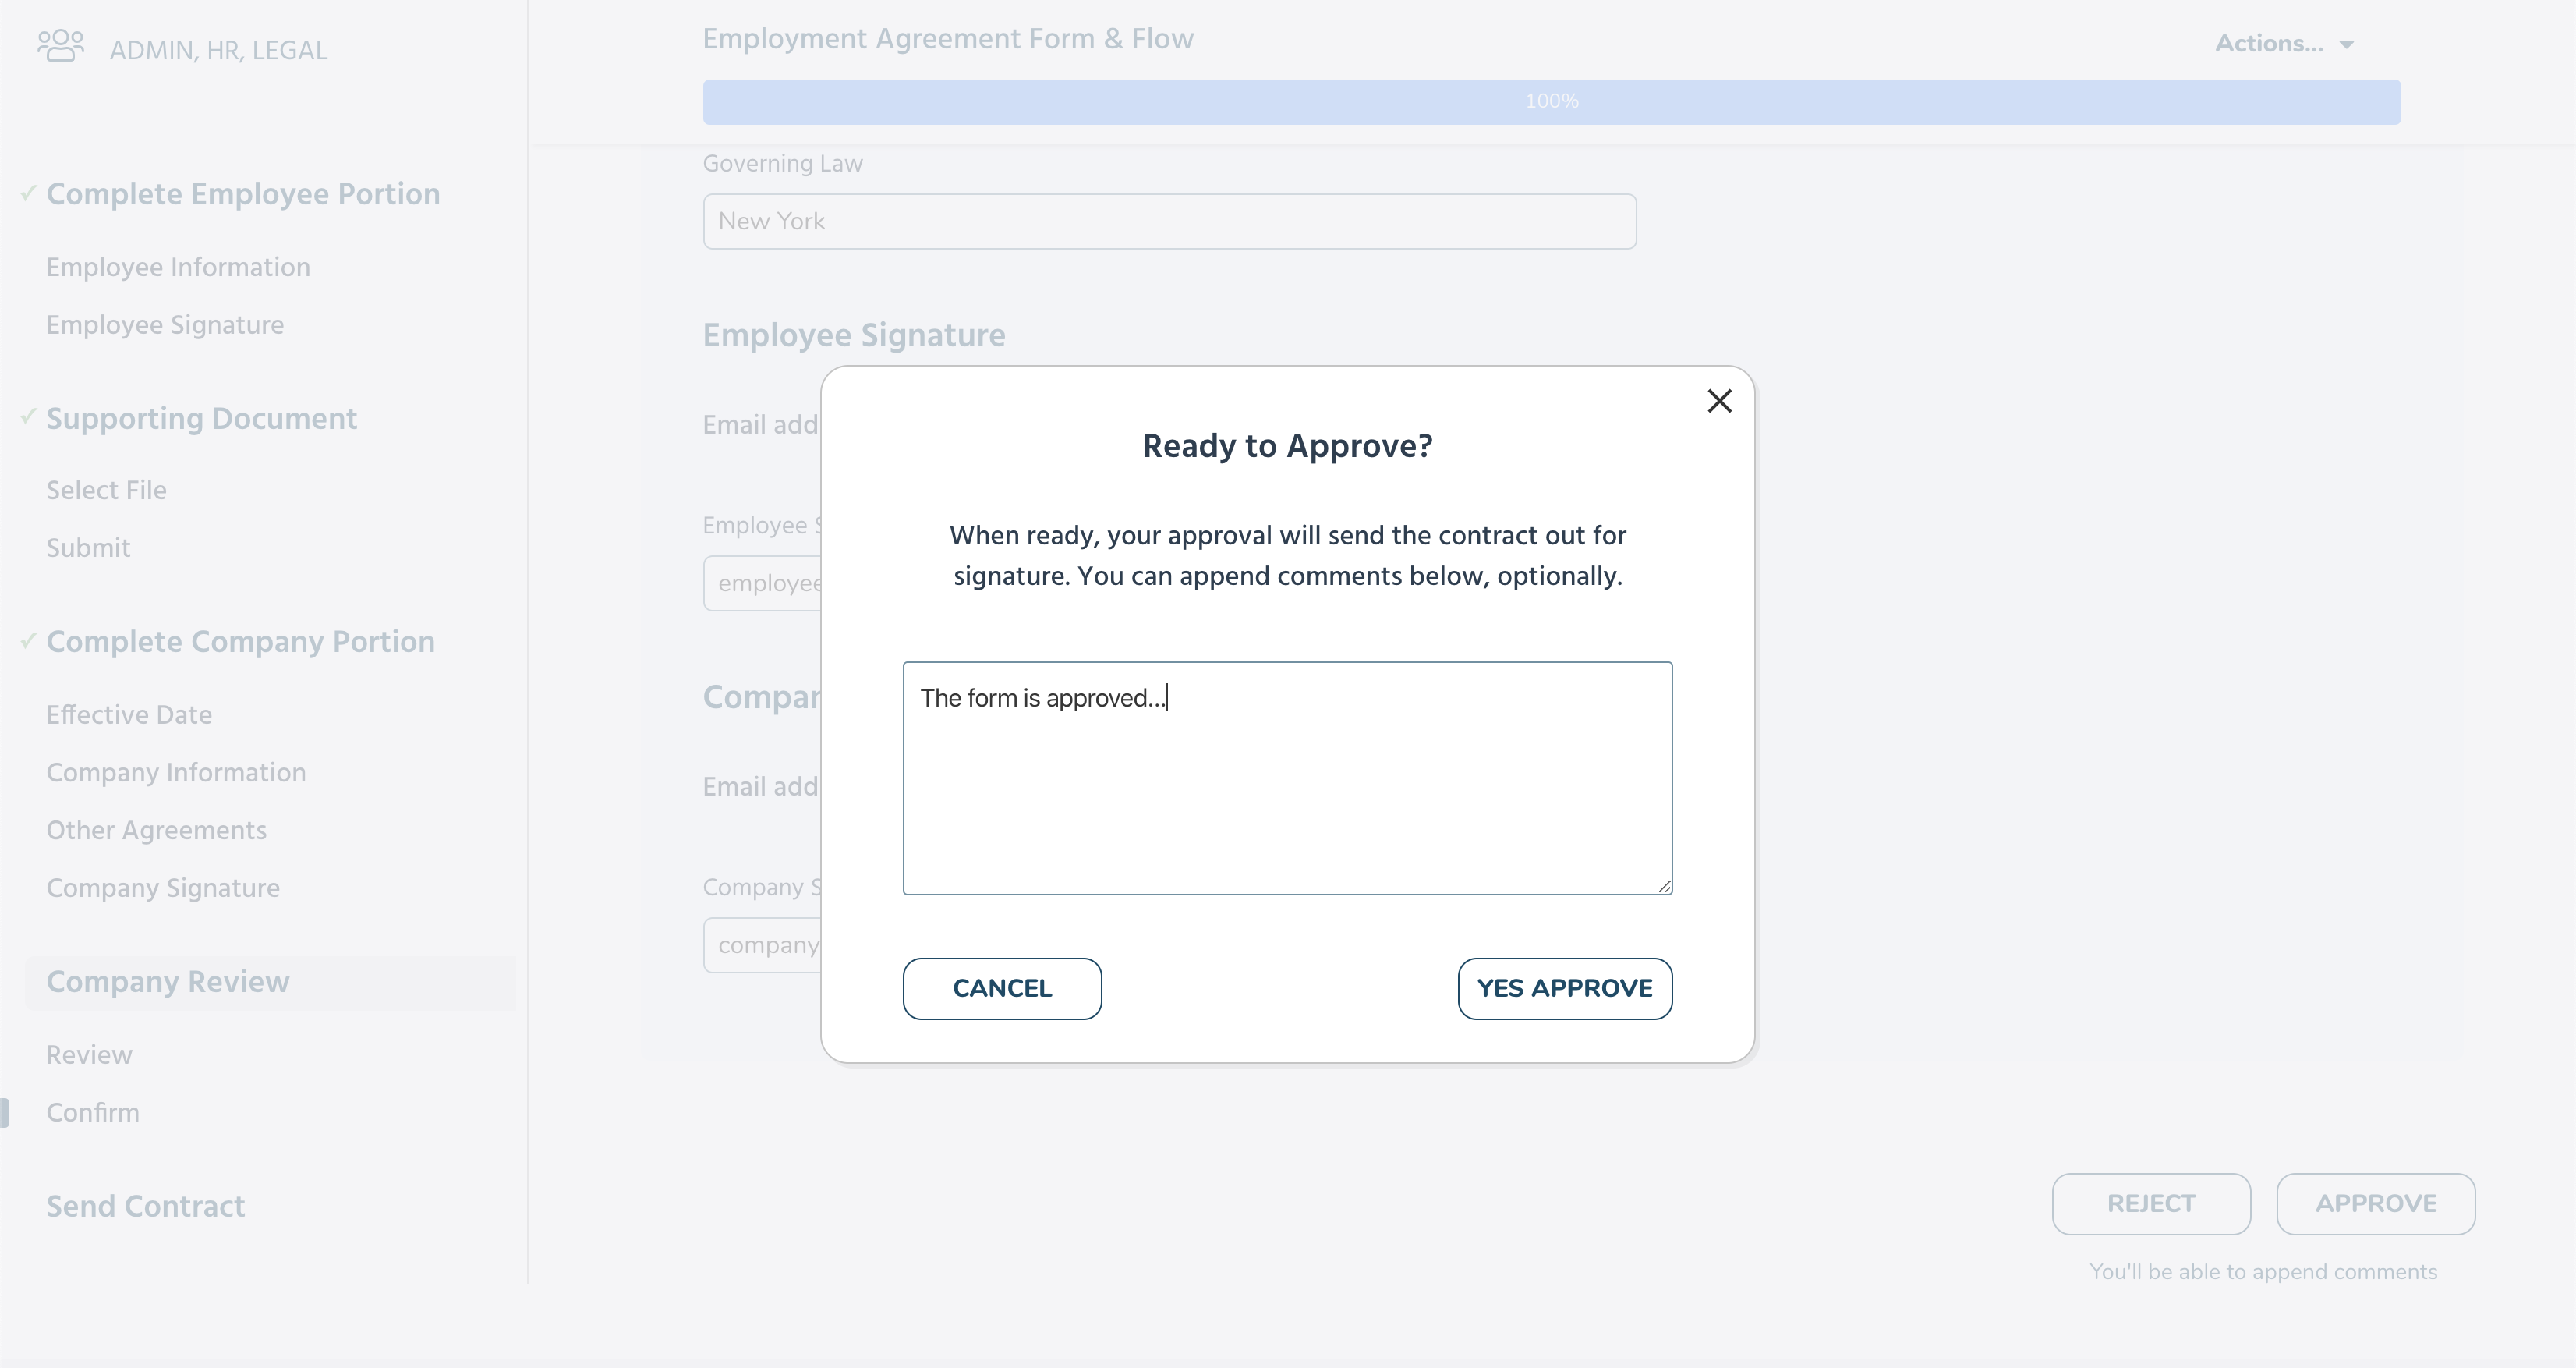 ADMIN, HR, LEGAL
✓ Complete Employee Portion
Employee Information
Employee Signature
✓ Supporting Document
Select File
Submit
✓ Complete Company Portion
Effective Date
Company Information
Other Agreements
Company Signature
Company Review
Review
Confirm
Send Contract
Employment Agreement Form & Flow
Actions...
100%
Governing Law
New York
Employee Signature
Email add
Employee S
employee
Compan
Email add
Company S
company
Ready to Approve?
When ready, your approval will send the contract out for
signature. You can append comments below, optionally.
The form is approved...
CANCEL
YES APPROVE
REJECT
APPROVE
You'll be able to append comments